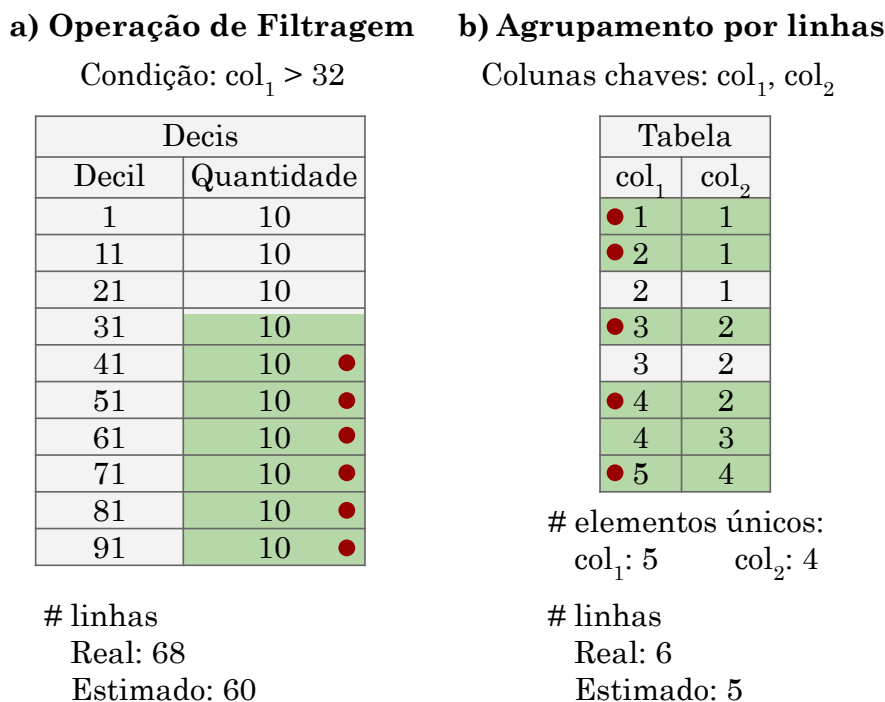 a) Operação de Filtragem
Condição: col₁ > 32
Decis
Decil Quantidade
1 10
11 10
21 10
31 10
41 10
51 10
61 10
71 10
81 10
91 10
# linhas
Real: 68
Estimado: 60
b) Agrupamento por linhas
Colunas chaves: col₁, col₂
Tabela
col₁ col₂
1 1
2 1
2 1
3 2
3 2
4 2
4 3
5 4
# elementos únicos:
col₁: 5 col₂: 4
# linhas
Real: 6
Estimado: 5